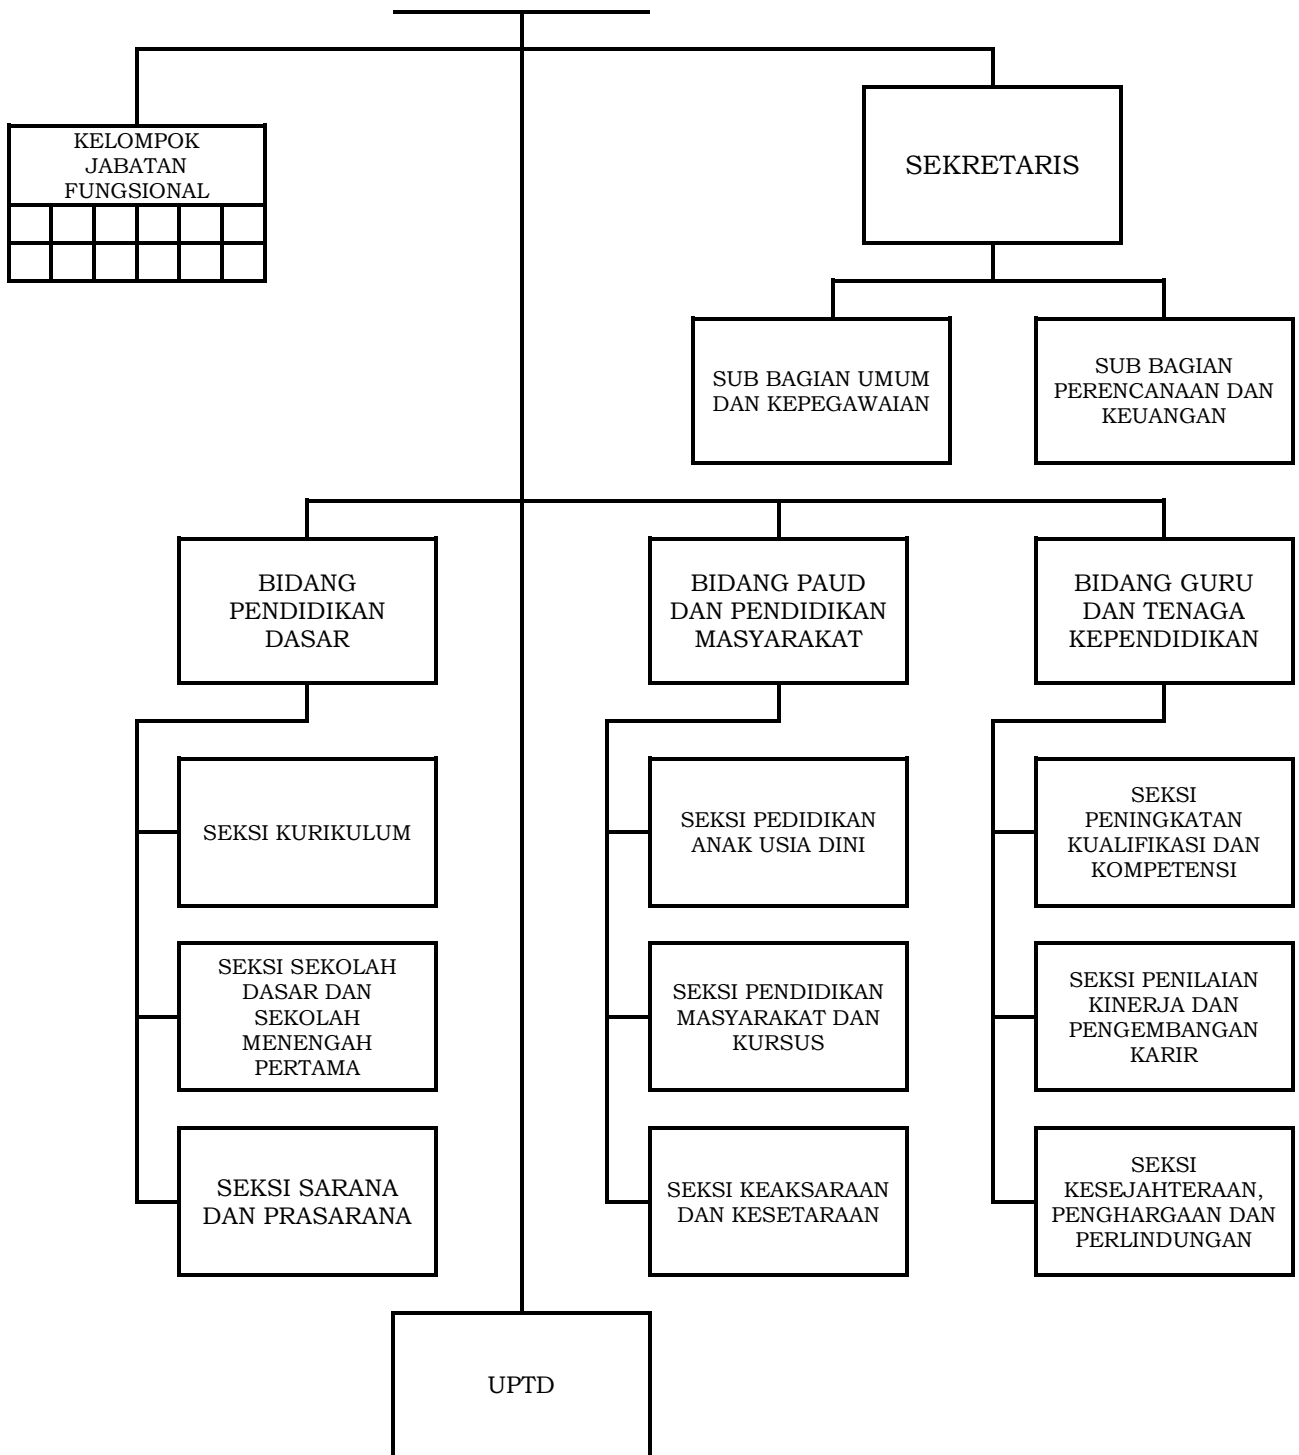 KELOMPOK
JABATAN
FUNGSIONAL
SEKRETARIS
SUB BAGIAN UMUM
DAN KEPEGAWAIAN
SUB BAGIAN
PERENCANAAN DAN
KEUANGAN
BIDANG
PENDIDIKAN
DASAR
BIDANG PAUD
DAN PENDIDIKAN
MASYARAKAT
BIDANG GURU
DAN TENAGA
KEPENDIDIKAN
SEKSI KURIKULUM
SEKSI PEDIDIKAN
ANAK USIA DINI
SEKSI
PENINGKATAN
KUALIFIKASI DAN
KOMPETENSI
SEKSI SEKOLAH
DASAR DAN
SEKOLAH
MENENGAH
PERTAMA
SEKSI PENDIDIKAN
MASYARAKAT DAN
KURSUS
SEKSI PENILAIAN
KINERJA DAN
PENGEMBANGAN
KARIR
SEKSI SARANA
DAN PRASARANA
SEKSI KEAKSARAAN
DAN KESETARAAN
SEKSI
KESEJAHTERAAN,
PENGHARGAAN DAN
PERLINDUNGAN
UPTD